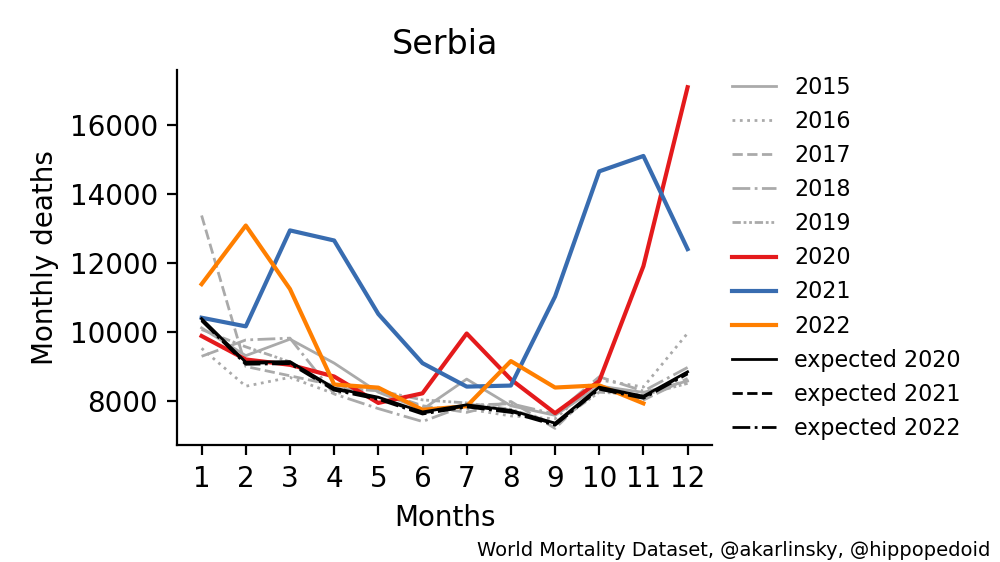 Serbia
Monthly deaths
16000
14000
12000
10000
8000
1 2 3 4 5 6 7 8 9 10 11 12
Months
2015
2016
2017
2018
2019
2020
2021
2022
expected 2020
expected 2021
expected 2022
World Mortality Dataset, @akarlinsky, @hippopedoid